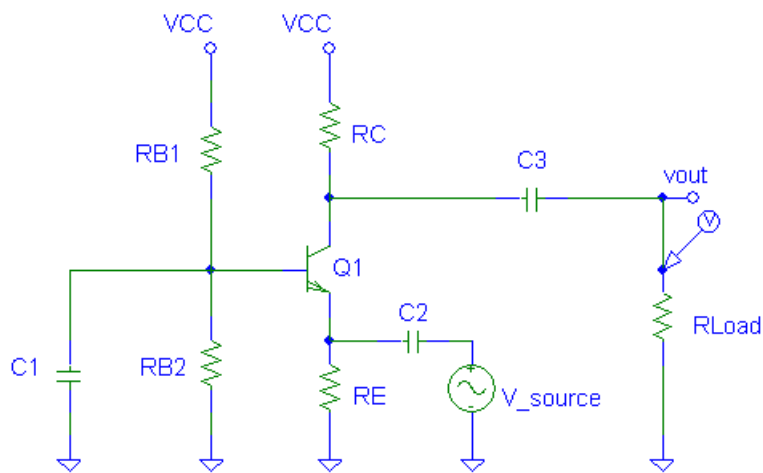 VCC VCC
RB1 RC
C3
vout
V
Q1
C2
RLoad
C1 RB2 RE V_source
+
-